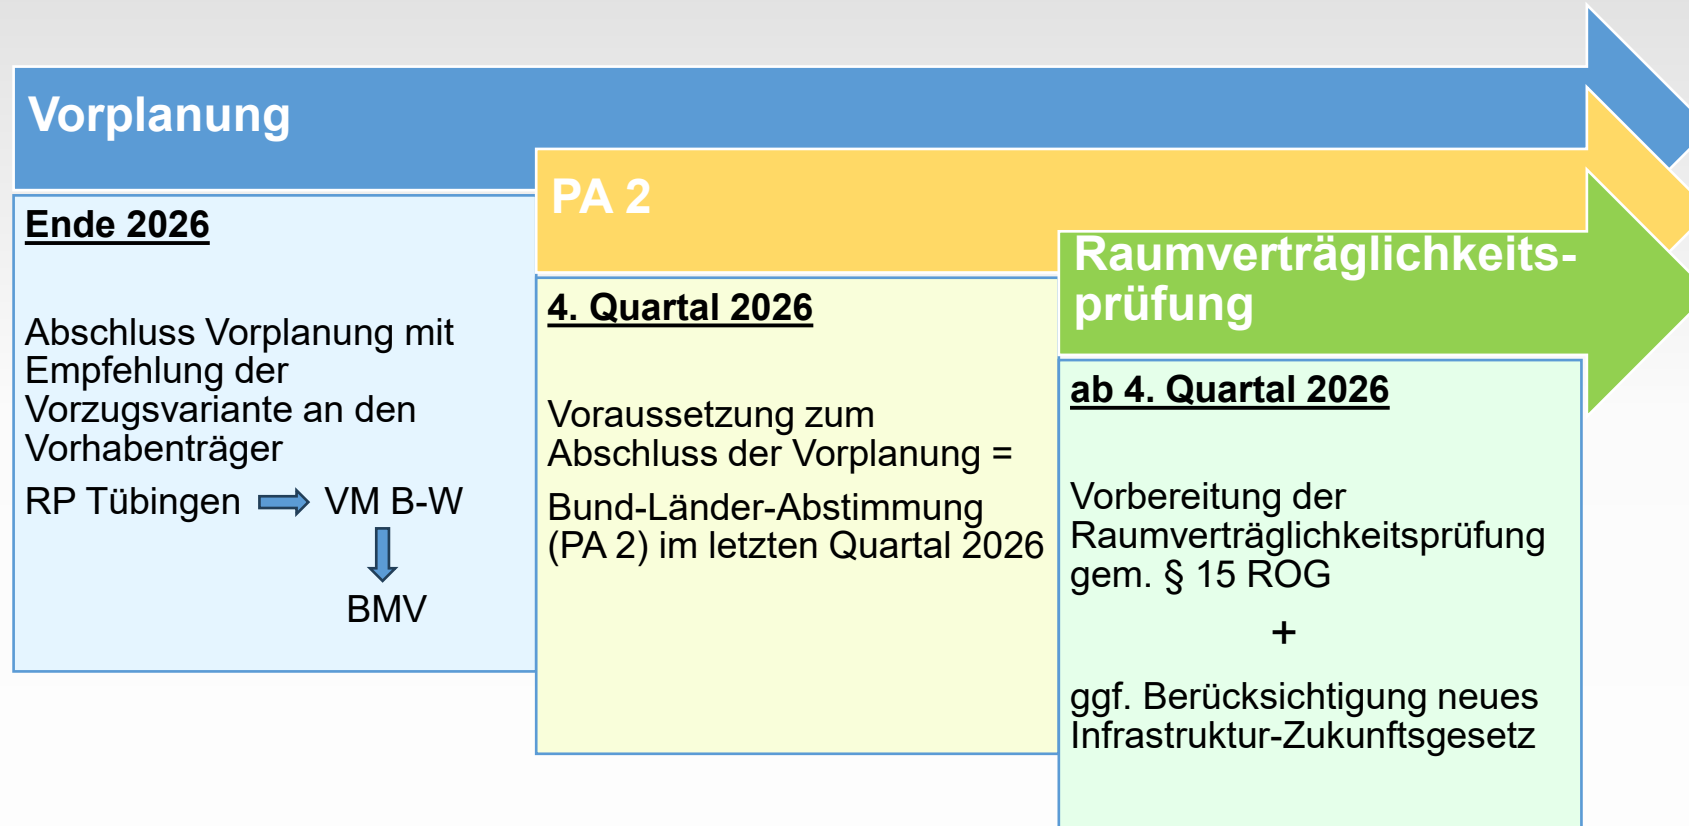 Vorplanung
Ende 2026
Abschluss Vorplanung mit
Empfehlung der
Vorzugsvariante an den
Vorhabenträger
RP Tübingen VM B-W
BMV
PA 2
4. Quartal 2026
Voraussetzung zum
Abschluss der Vorplanung =
Bund-Länder-Abstimmung
(PA 2) im letzten Quartal 2026
Raumverträglichkeits-
prüfung
ab 4. Quartal 2026
Vorbereitung der
Raumverträglichkeitsprüfung
gem. § 15 ROG
+
ggf. Berücksichtigung neues
Infrastruktur-Zukunftsgesetz